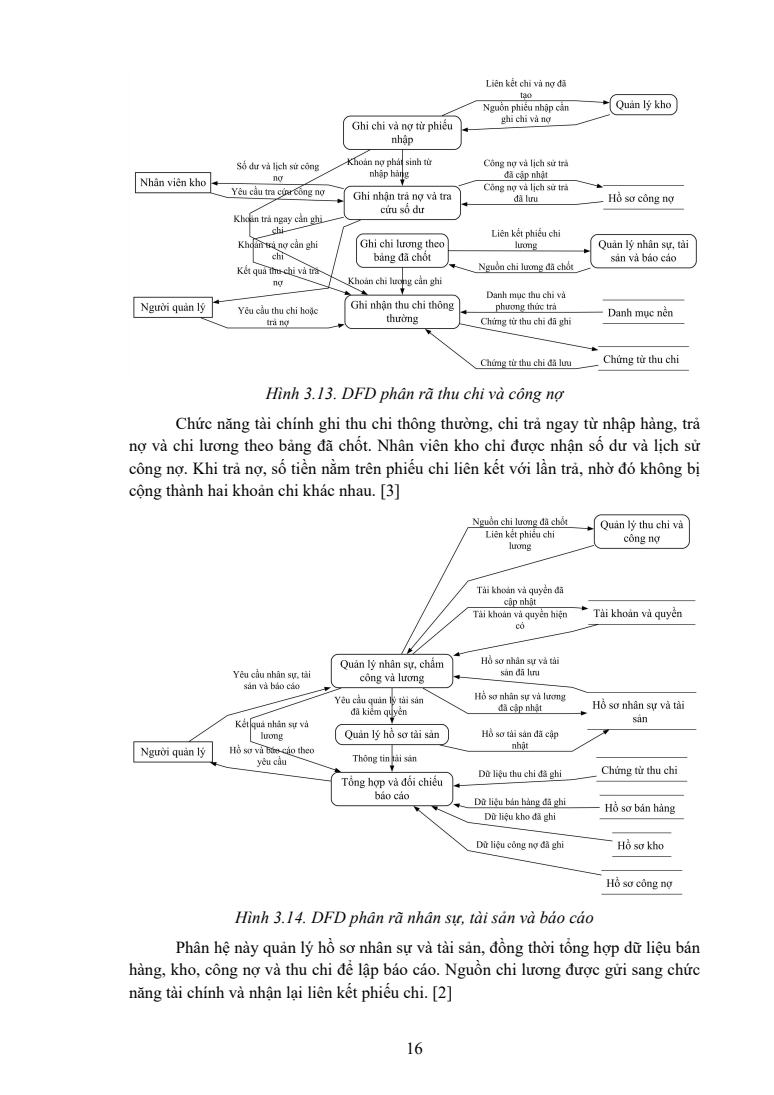 Liên kết chi và nợ đã
tạo
Quản lý kho
Nguồn phiếu nhập cần
ghi chi và nợ
Ghi chi và nợ từ phiếu
nhập
Khoản nợ phát sinh từ
nhập hàng
Số dư và lịch sử công
nợ
Nhân viên kho
Yêu cầu tra cứu công nợ
Ghi nhận trả nợ và tra
cứu số dư
Công nợ và lịch sử trả
đã cập nhật
Công nợ và lịch sử trả
đã lưu
Hồ sơ công nợ
Khoản trả ngay cần ghi
chi
Khoản trả nợ cần ghi
chi
Ghi chi lương theo
bảng đã chốt
Liên kết phiếu chi
lương
Nguồn chi lương đã chốt
Quản lý nhân sự, tài
sản và báo cáo
Kết quả thu chi và trả
nợ
Khoản chi lương cần ghi
Người quản lý
Yêu cầu thu chi hoặc
trả nợ
Ghi nhận thu chi thông
thường
Danh mục thu chi và
phương thức trả
Danh mục nền
Chứng từ thu chi đã ghi
Chứng từ thu chi đã lưu
Chứng từ thu chi
Hình 3.13. DFD phân rã thu chi và công nợ
Chức năng tài chính ghi thu chi thông thường, chi trả ngay từ nhập hàng, trả
nợ và chi lương theo bảng đã chốt. Nhân viên kho chỉ được nhận số dư và lịch sử
công nợ. Khi trả nợ, số tiền nằm trên phiếu chi liên kết với lần trả, nhờ đó không bị
cộng thành hai khoản chi khác nhau. [3]
Nguồn chi lương đã chốt
Liên kết phiếu chi
lương
Quản lý thu chi và
công nợ
Tài khoản và quyền đã
cập nhật
Tài khoản và quyền hiện
có
Tài khoản và quyền
Quản lý nhân sự, chấm
công và lương
Hồ sơ nhân sự và tài
sản đã lưu
Yêu cầu nhân sự, tài
sản và báo cáo
Yêu cầu quản lý tài sản
đã kiểm quyền
Hồ sơ nhân sự và lương
đã cập nhật
Hồ sơ nhân sự và tài
sản
Kết quả nhân sự và
lương
Quản lý hồ sơ tài sản
Hồ sơ tài sản đã cập
nhật
Người quản lý
Hồ sơ và báo cáo theo
yêu cầu
Thông tin tài sản
Tổng hợp và đối chiếu
báo cáo
Dữ liệu thu chi đã ghi
Chứng từ thu chi
Dữ liệu bán hàng đã ghi
Hồ sơ bán hàng
Dữ liệu kho đã ghi
Hồ sơ kho
Dữ liệu công nợ đã ghi
Hồ sơ công nợ
Hình 3.14. DFD phân rã nhân sự, tài sản và báo cáo
Phân hệ này quản lý hồ sơ nhân sự và tài sản, đồng thời tổng hợp dữ liệu bán
hàng, kho, công nợ và thu chi để lập báo cáo. Nguồn chi lương được gửi sang chức
năng tài chính và nhận lại liên kết phiếu chi. [2]
16